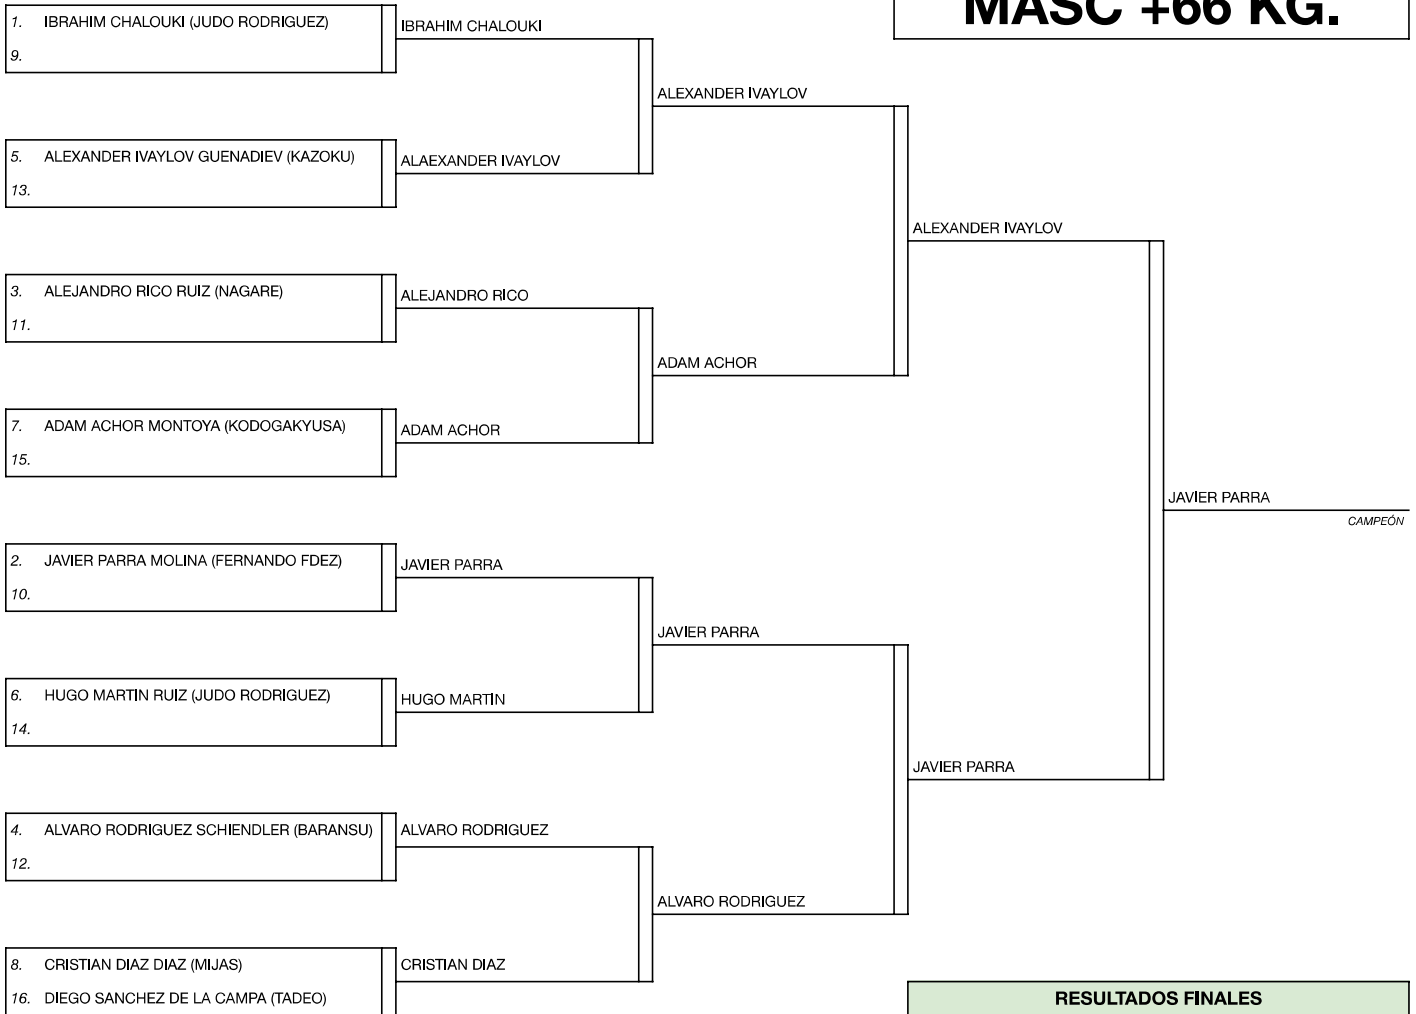 MASC +66 KG.
1. IBRAHIM CHALOUKI (JUDO RODRIGUEZ)
9.
IBRAHIM CHALOUKI
ALEXANDER IVAYLOV
5. ALEXANDER IVAYLOV GUENADIEV (KAZOKU)
13.
ALAEXANDER IVAYLOV
ALEXANDER IVAYLOV
3. ALEJANDRO RICO RUIZ (NAGARE)
11.
ALEJANDRO RICO
ADAM ACHOR
7. ADAM ACHOR MONTOYA (KODOGAKYUSA)
15.
ADAM ACHOR
JAVIER PARRA
CAMPEÓN
2. JAVIER PARRA MOLINA (FERNANDO FDEZ)
10.
JAVIER PARRA
JAVIER PARRA
6. HUGO MARTIN RUIZ (JUDO RODRIGUEZ)
14.
HUGO MARTIN
JAVIER PARRA
4. ALVARO RODRIGUEZ SCHIENDLER (BARANSU)
12.
ALVARO RODRIGUEZ
ALVARO RODRIGUEZ
8. CRISTIAN DIAZ DIAZ (MIJAS)
16. DIEGO SANCHEZ DE LA CAMPA (TADEO)
CRISTIAN DIAZ
RESULTADOS FINALES